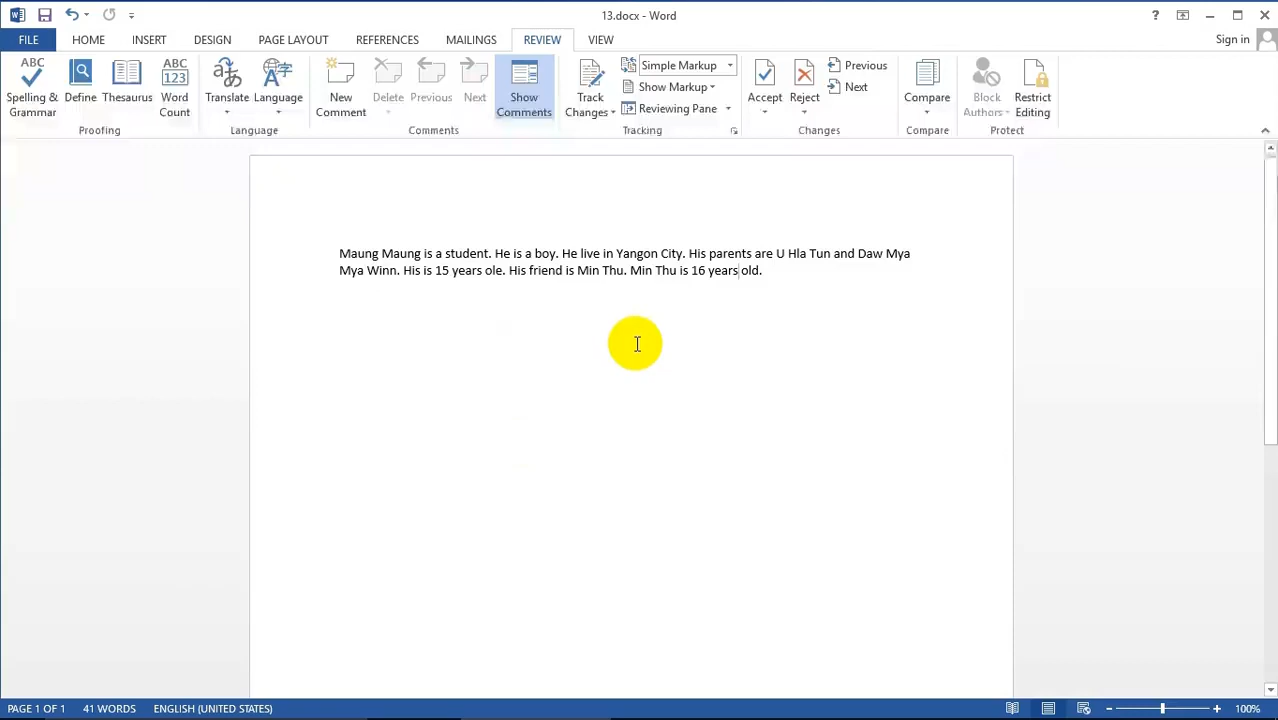 13.docx - Word
FILE HOME INSERT DESIGN PAGE LAYOUT REFERENCES MAILINGS REVIEW VIEW Sign in
ABC Spelling & Grammar
Define
Thesaurus
ABC 123 Word Count
Proofing
Translate
Language
Language
New Comment
Delete
Previous
Next
Show Comments
Comments
Track Changes
Simple Markup
Show Markup
Reviewing Pane
Tracking
Accept
Reject
Previous
Next
Changes
Compare
Compare
Block Authors
Restrict Editing
Protect
Maung Maung is a student. He is a boy. He live in Yangon City. His parents are U Hla Tun and Daw Mya
Mya Winn. His is 15 years ole. His friend is Min Thu. Min Thu is 16 years old.
PAGE 1 OF 1 41 WORDS ENGLISH (UNITED STATES) 100%